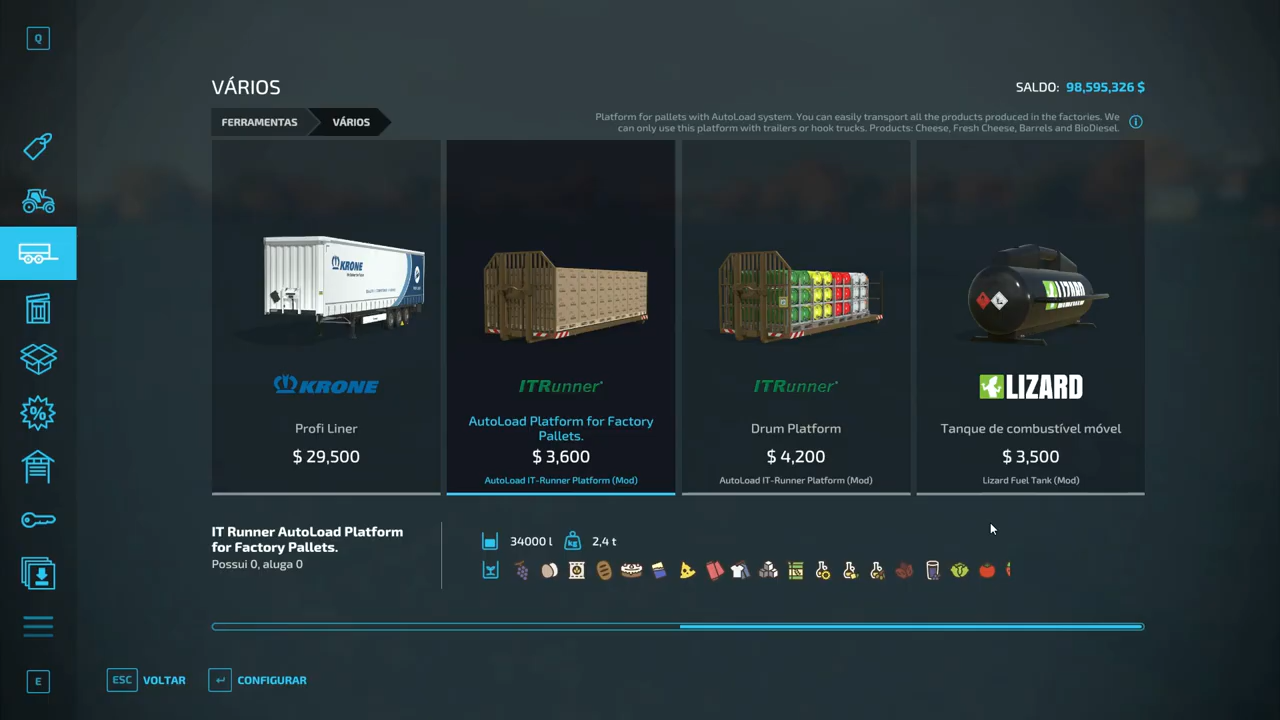 Q
VÁRIOS
SALDO: 98,595,326 $
FERRAMENTAS
VÁRIOS
Platform for pallets with AutoLoad system. You can easily transport all the products produced in the factories. We
can only use this platform with trailers or hook trucks. Products: Cheese, Fresh Cheese, Barrels and BioDiesel.
KRONE
KRONE
Profi Liner
$ 29,500
ITRunner
AutoLoad Platform for Factory
Pallets.
$ 3,600
AutoLoad IT-Runner Platform (Mod)
ITRunner
Drum Platform
$ 4,200
AutoLoad IT-Runner Platform (Mod)
LIZARD
LIZARD
Tanque de combustível móvel
$ 3,500
Lizard Fuel Tank (Mod)
IT Runner AutoLoad Platform
for Factory Pallets.
Possui 0, aluga 0
34000 l
kg
2,4 t
E
ESC VOLTAR
CONFIGURAR